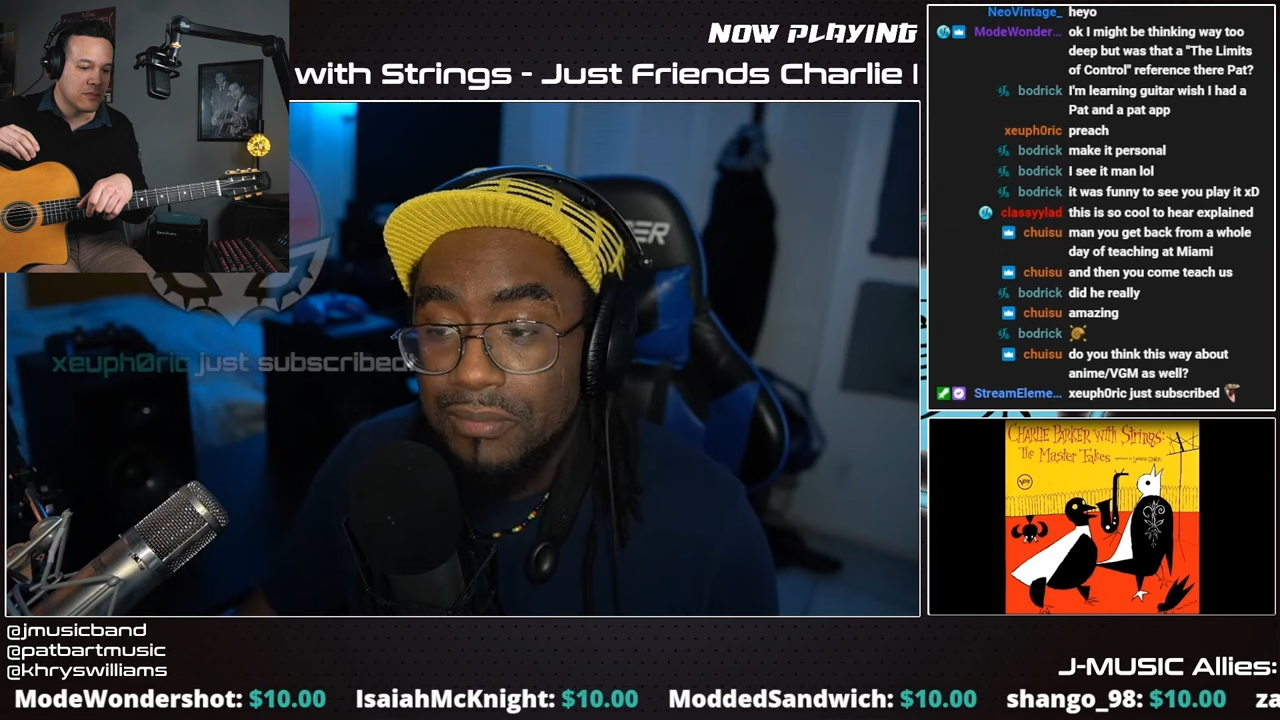 NOW PLAYING
with Strings - Just Friends Charlie
NeoVintage_ heyo
ModeWonder... ok I might be thinking way too
deep but was that a "The Limits
of Control" reference there Pat?
bodrick I'm learning guitar wish I had a
Pat and a pat app
xeuph0ric preach
bodrick make it personal
bodrick I see it man lol
bodrick it was funny to see you play it xD
classyylad this is so cool to hear explained
chuisu man you get back from a whole
day of teaching at Miami
chuisu and then you come teach us
bodrick did he really
chuisu amazing
bodrick
chuisu do you think this way about
anime/VGM as well?
StreamEleme... xeuph0ric just subscribed
xeuph0ric just subscribed
CHARLIE PARKER WITH STRINGS:
The Master Takes
@jmusicband
@patbartmusic
@khryswilliams
J-MUSIC Allies:
ModeWondershot: $10.00 IsaiahMcKnight: $10.00 ModdedSandwich: $10.00 shango_98: $10.00 za